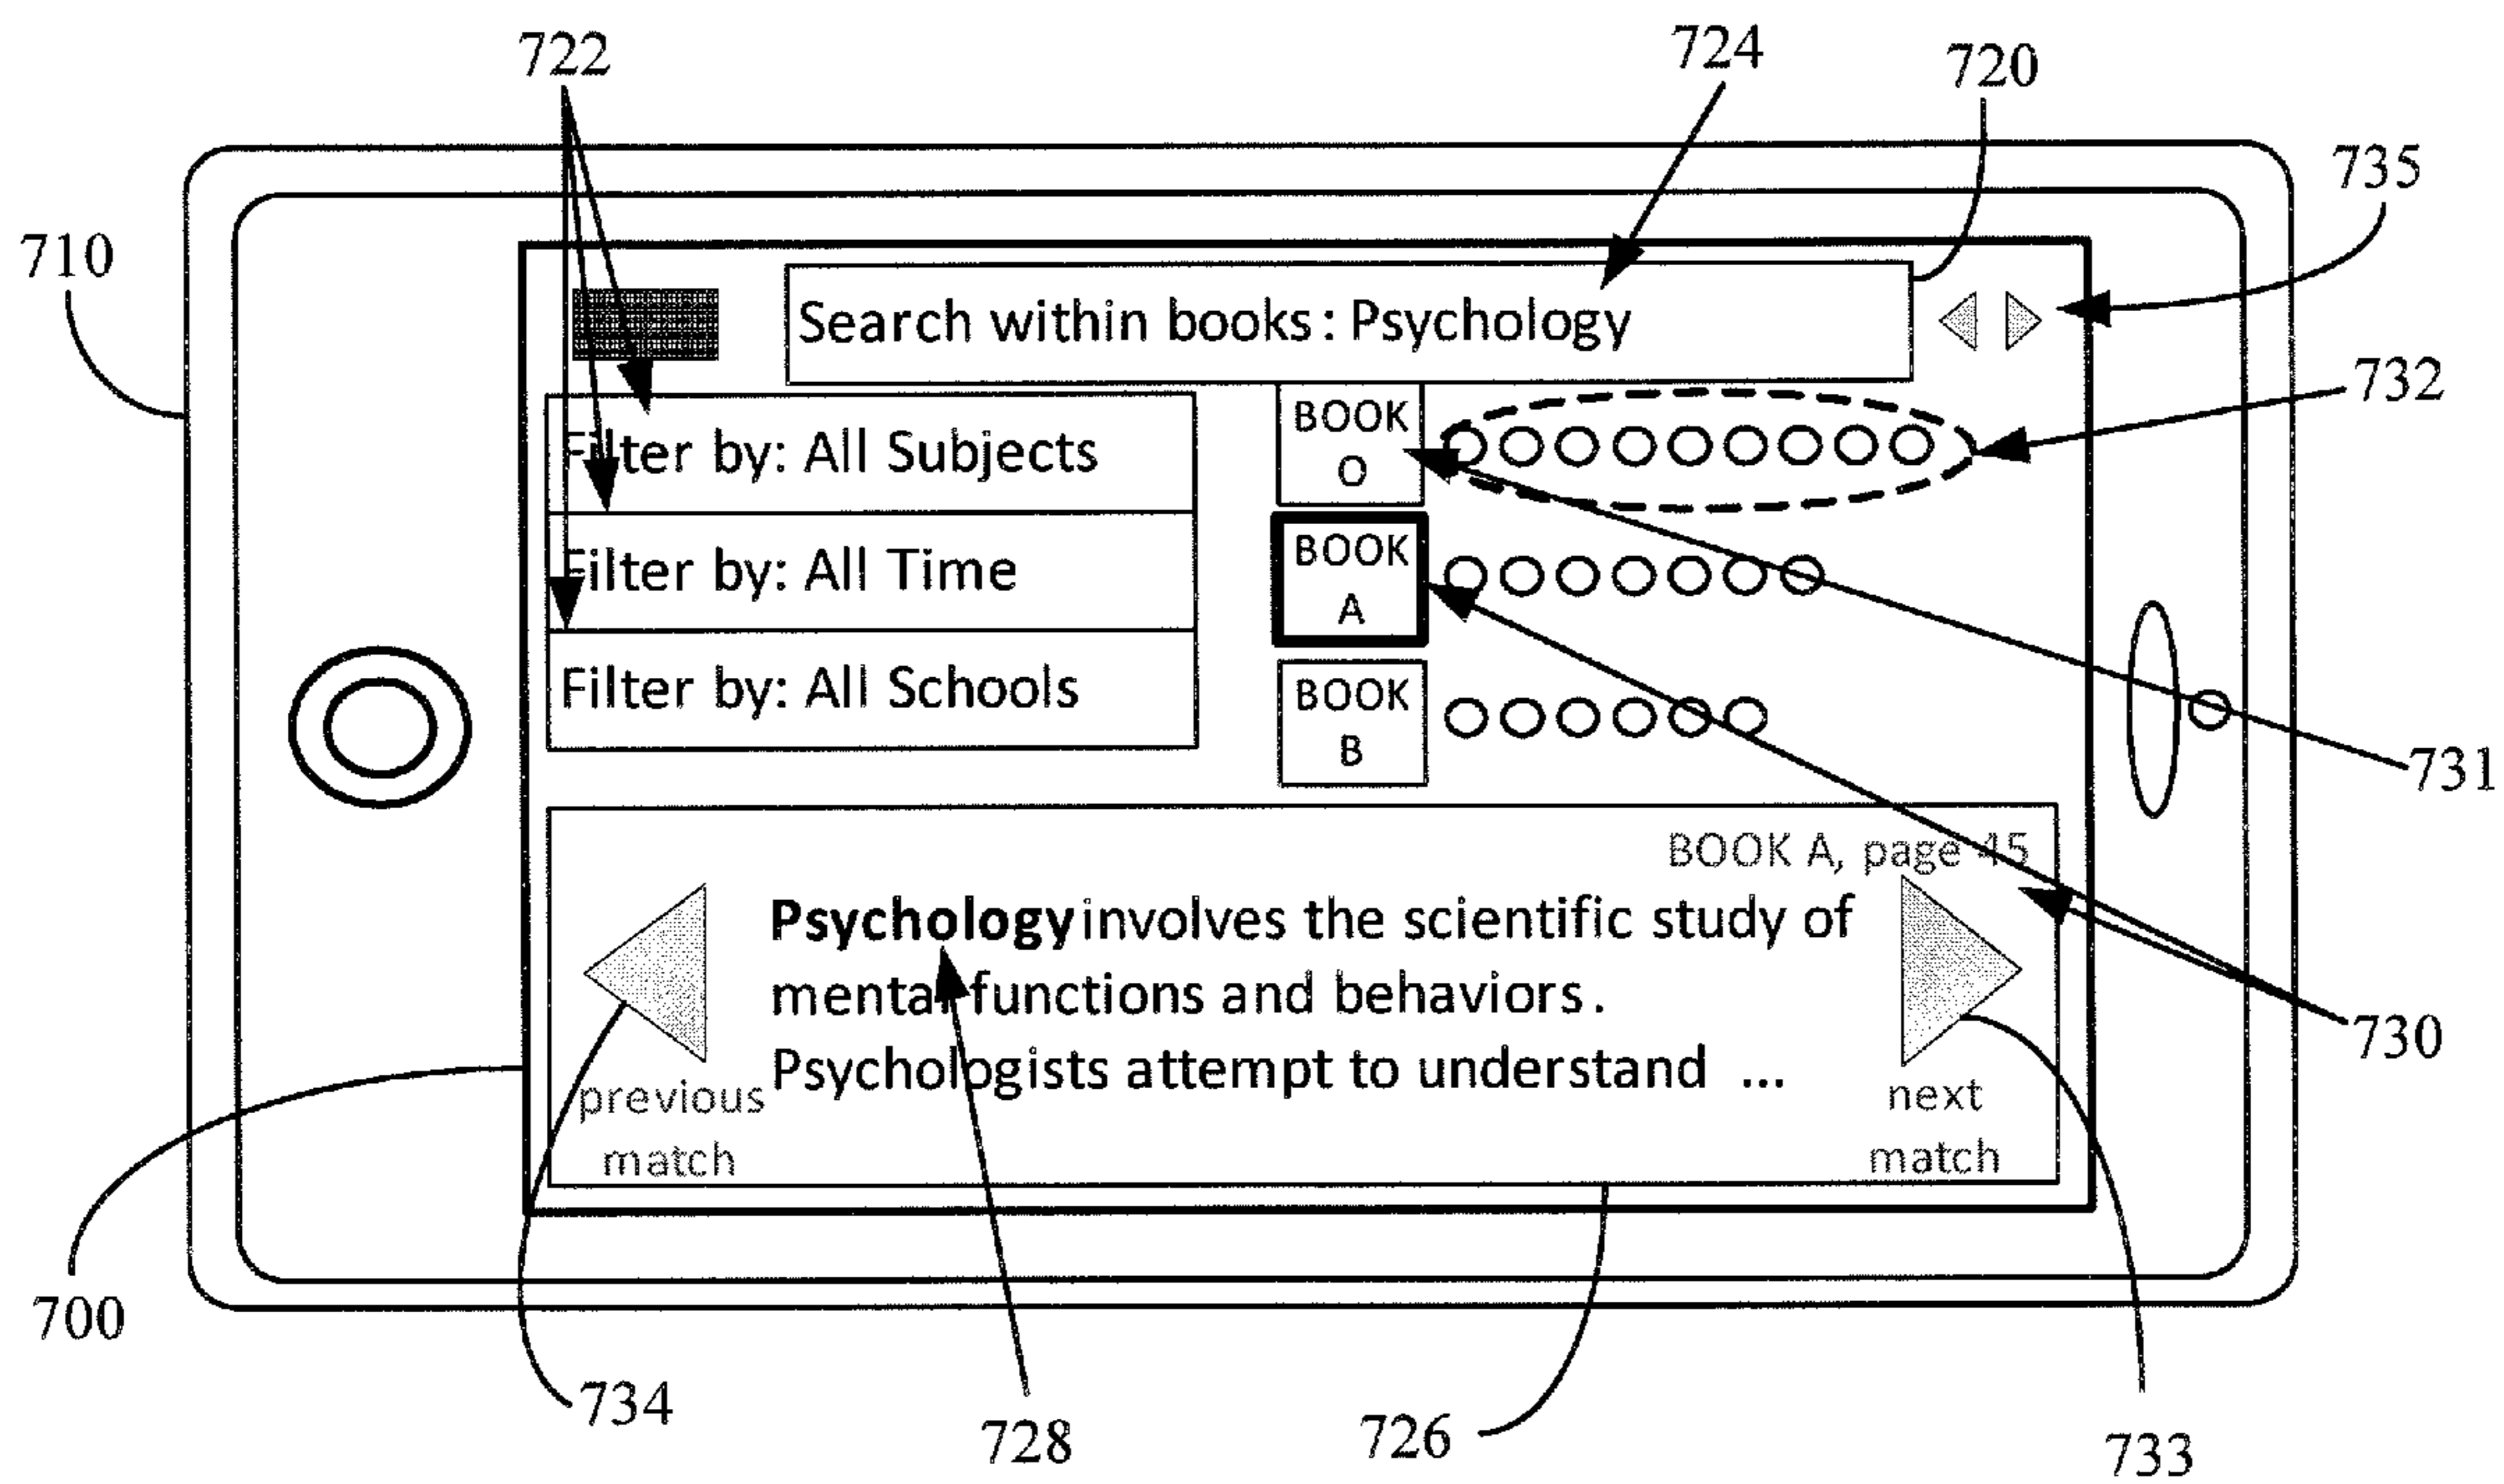 722
724
720
735
710
Search within books: Psychology
732
BOOK
O
Filter by: All Subjects
BOOK
A
Filter by: All Time
Filter by: All Schools
BOOK
B
731
BOOK A, page 45
Psychology involves the scientific study of
mental functions and behaviors.
Psychologists attempt to understand ...
previous
match
next
match
730
700
734
728
726
733